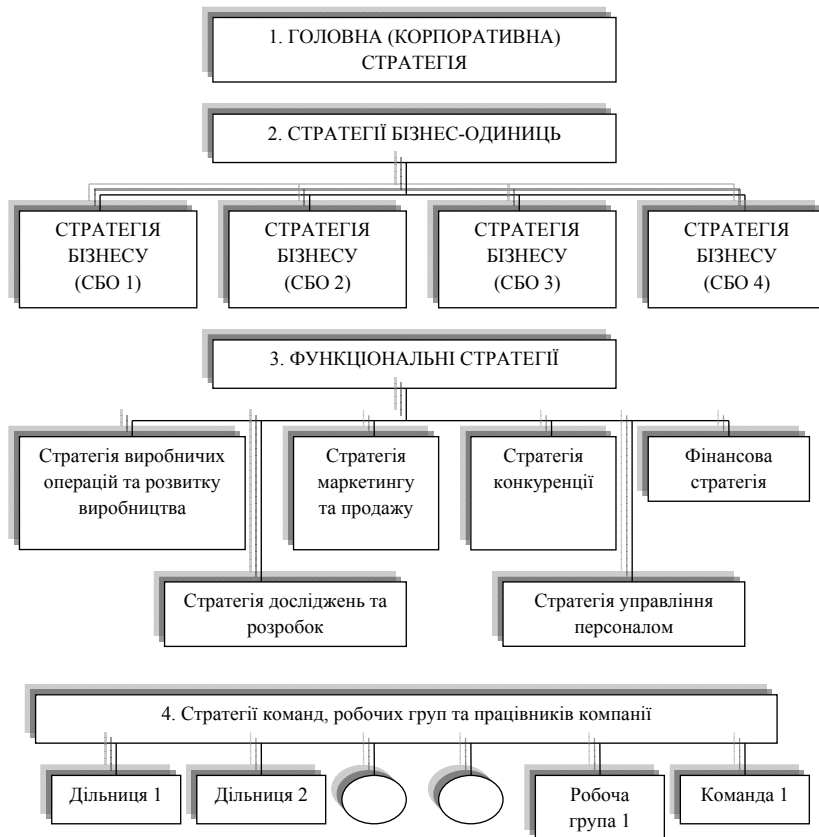 1. ГОЛОВНА (КОРПОРАТИВНА)
СТРАТЕГІЯ
2. СТРАТЕГІЇ БІЗНЕС-ОДИНИЦЬ
СТРАТЕГІЯ
БІЗНЕСУ
(СБО 1)
СТРАТЕГІЯ
БІЗНЕСУ
(СБО 2)
СТРАТЕГІЯ
БІЗНЕСУ
(СБО 3)
СТРАТЕГІЯ
БІЗНЕСУ
(СБО 4)
3. ФУНКЦІОНАЛЬНІ СТРАТЕГІЇ
Стратегія виробничих
операцій та розвитку
виробництва
Стратегія
маркетингу
та продажу
Стратегія
конкуренції
Фінансова
стратегія
Стратегія досліджень та
розробок
Стратегія управління
персоналом
4. Стратегії команд, робочих груп та працівників компанії
Дільниця 1
Дільниця 2
Робоча
група 1
Команда 1